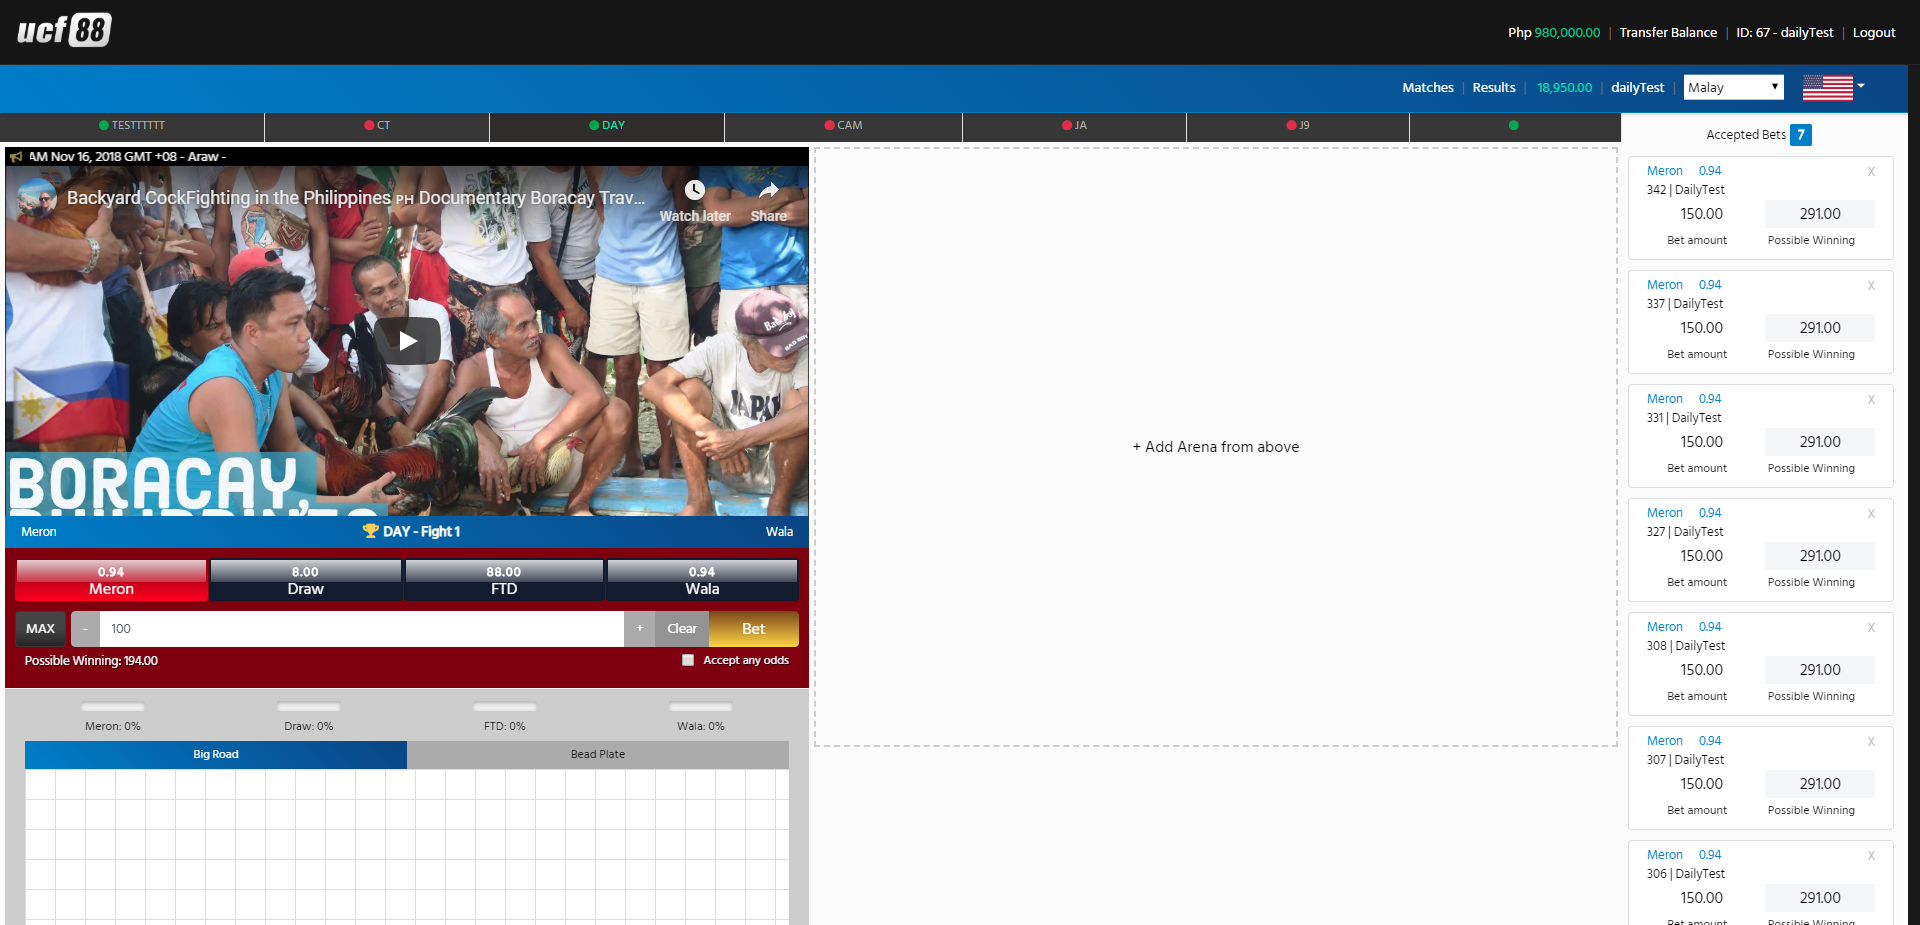 ucf88
Php 980,000.00 | Transfer Balance | ID: 67 - dailyTest | Logout
Matches | Results | 18,950.00 | dailyTest | Malay
TESTTTTTT
CT
DAY
CAM
JA
J9
Accepted Bets 7
AM Nov 16, 2018 GMT +08 - Araw -
Backyard CockFighting in the Philippines PH Documentary Boracay Trav...
Watch later
Share
JAPAN
BORACAY,
Meron
DAY - Fight 1
Wala
0.94
Meron
8.00
Draw
88.00
FTD
0.94
Wala
MAX
-
100
+
Clear
Bet
Possible Winning: 194.00
Accept any odds
Meron: 0%
Draw: 0%
FTD: 0%
Wala: 0%
Big Road
Bead Plate
+ Add Arena from above
Meron 0.94 X
342 | DailyTest
150.00 291.00
Bet amount Possible Winning
Meron 0.94 X
337 | DailyTest
150.00 291.00
Bet amount Possible Winning
Meron 0.94 X
331 | DailyTest
150.00 291.00
Bet amount Possible Winning
Meron 0.94 X
327 | DailyTest
150.00 291.00
Bet amount Possible Winning
Meron 0.94 X
308 | DailyTest
150.00 291.00
Bet amount Possible Winning
Meron 0.94 X
307 | DailyTest
150.00 291.00
Bet amount Possible Winning
Meron 0.94 X
306 | DailyTest
150.00 291.00
Bet amount Possible Winning